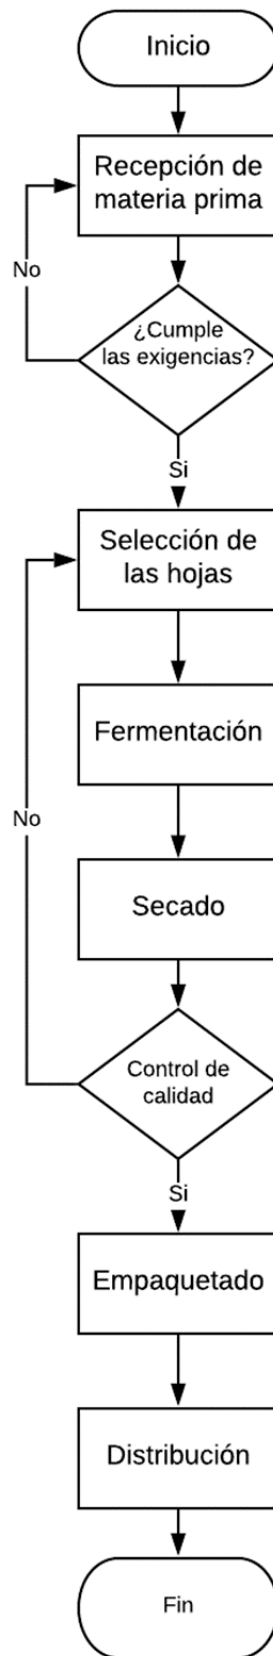 Inicio
Recepción de
materia prima
No
¿Cumple
las exigencias?
Si
Selección de
las hojas
Fermentación
No
Secado
Control de
calidad
Si
Empaquetado
Distribución
Fin